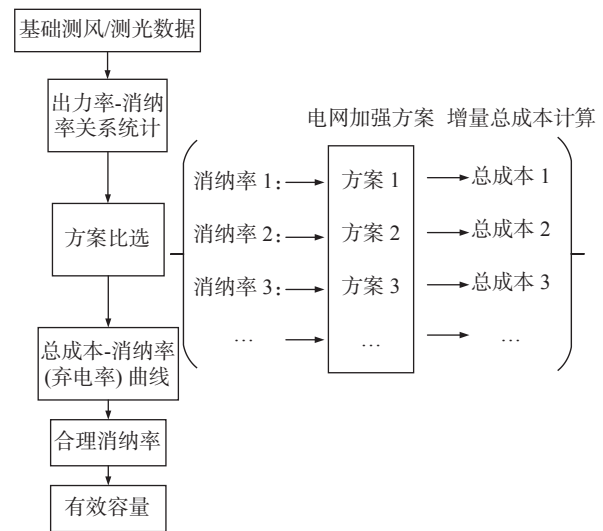 基础测风/测光数据
出力率-消纳
率关系统计
方案比选
总成本-消纳率
(弃电率) 曲线
合理消纳率
有效容量
电网加强方案 增量总成本计算
消纳率 1: 方案 1 总成本 1
消纳率 2: 方案 2 总成本 2
消纳率 3: 方案 3 总成本 3
… … …